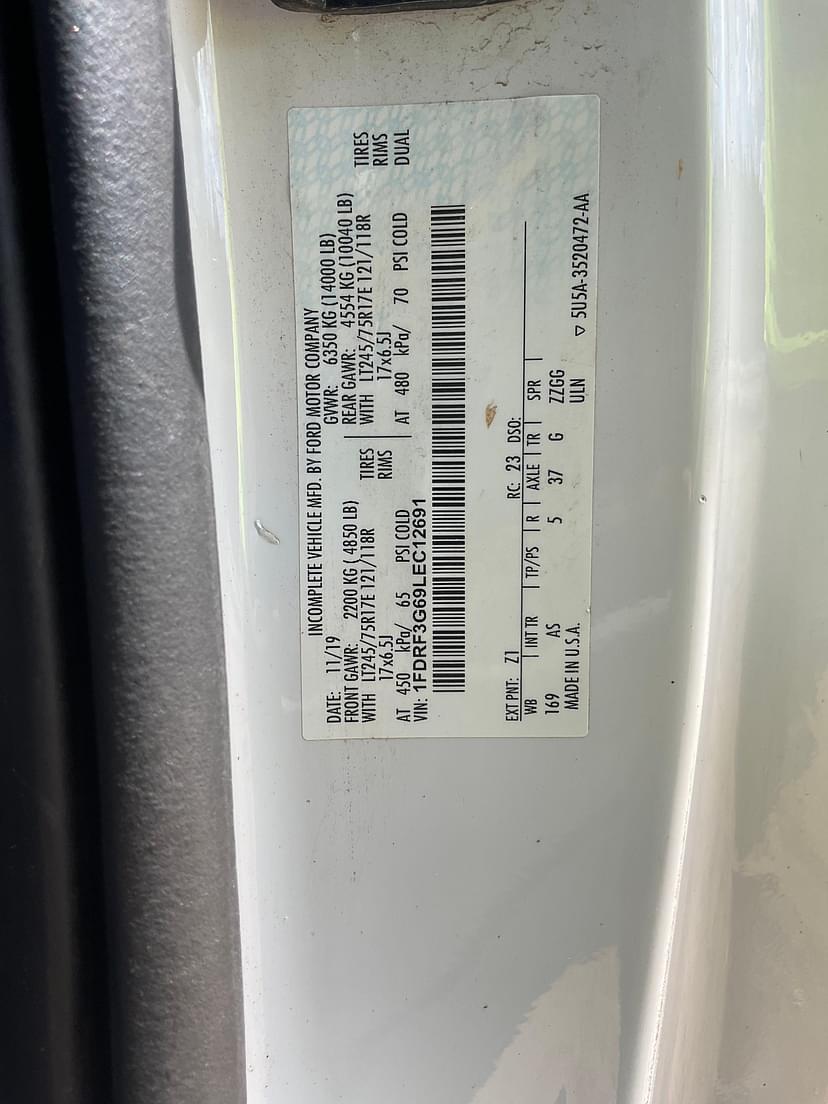 INCOMPLETE VEHICLE MFD. BY FORD MOTOR COMPANY
DATE: 11/19 GVWR: 6350 KG (14000 LB)
FRONT GAWR: 2200 KG ( 4850 LB) REAR GAWR: 4554 KG (10040 LB)
WITH LT245/75R17E 121/118R TIRES WITH LT245/75R17E 121/118R TIRES
17x6.5J RIMS 17x6.5J RIMS
AT 450 kPa/ 65 PSI COLD AT 480 kPa/ 70 PSI COLD DUAL
VIN: 1FDRF3G69LEC12691
EXT PNT: Z1 RC: 23 DSO:
WB | INT TR | TP/PS | R | AXLE | TR | SPR |
169 AS 5 37 G ZZGG
MADE IN U.S.A. ULN
▽ 5U5A-3520472-AA